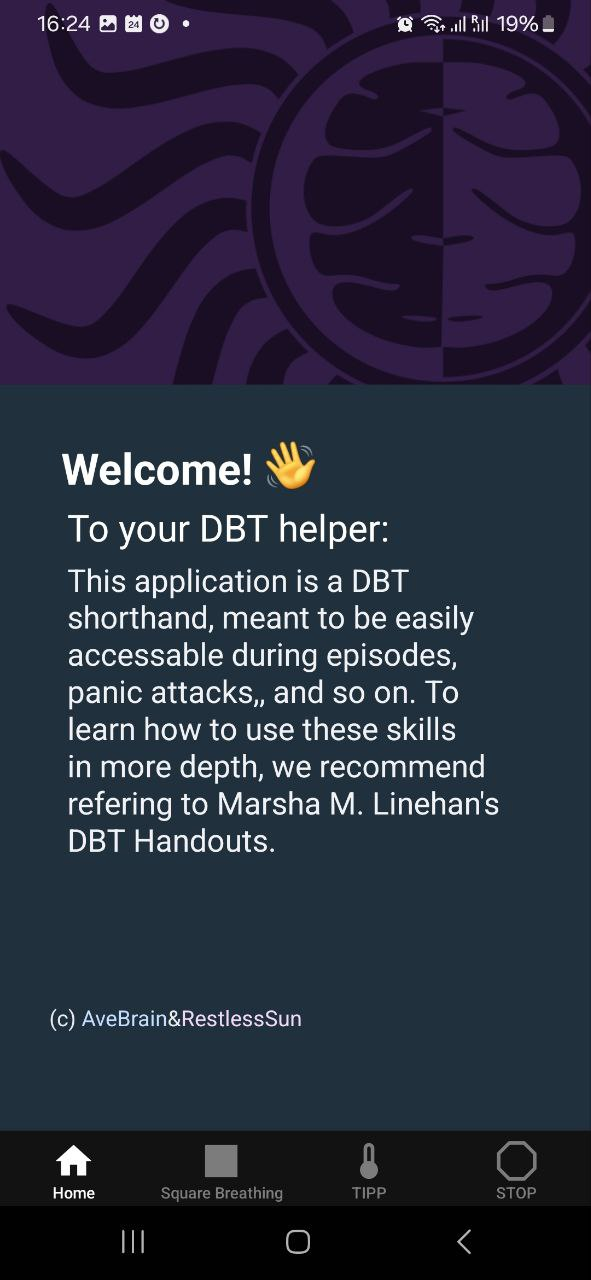 16:24 24 19%
Welcome! 👋
To your DBT helper:
This application is a DBT
shorthand, meant to be easily
accessable during episodes,
panic attacks,, and so on. To
learn how to use these skills
in more depth, we recommend
refering to Marsha M. Linehan's
DBT Handouts.
(c) AveBrain&RestlessSun
Home Square Breathing TIPP STOP